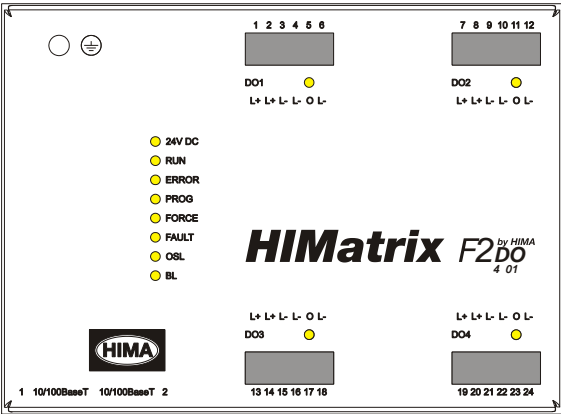 1 2 3 4 5 6
7 8 9 10 11 12
DO1
DO2
L+ L+ L- L- O L-
L+ L+ L- L- O L-
24V DC
RUN
ERROR
PROG
FORCE
FAULT
OSL
BL
HIMatrix F2 by HIMA
DO
4 01
L+ L+ L- L- O L-
L+ L+ L- L- O L-
DO3
DO4
HIMA
1 10/100BaseT 10/100BaseT 2
13 14 15 16 17 18
19 20 21 22 23 24